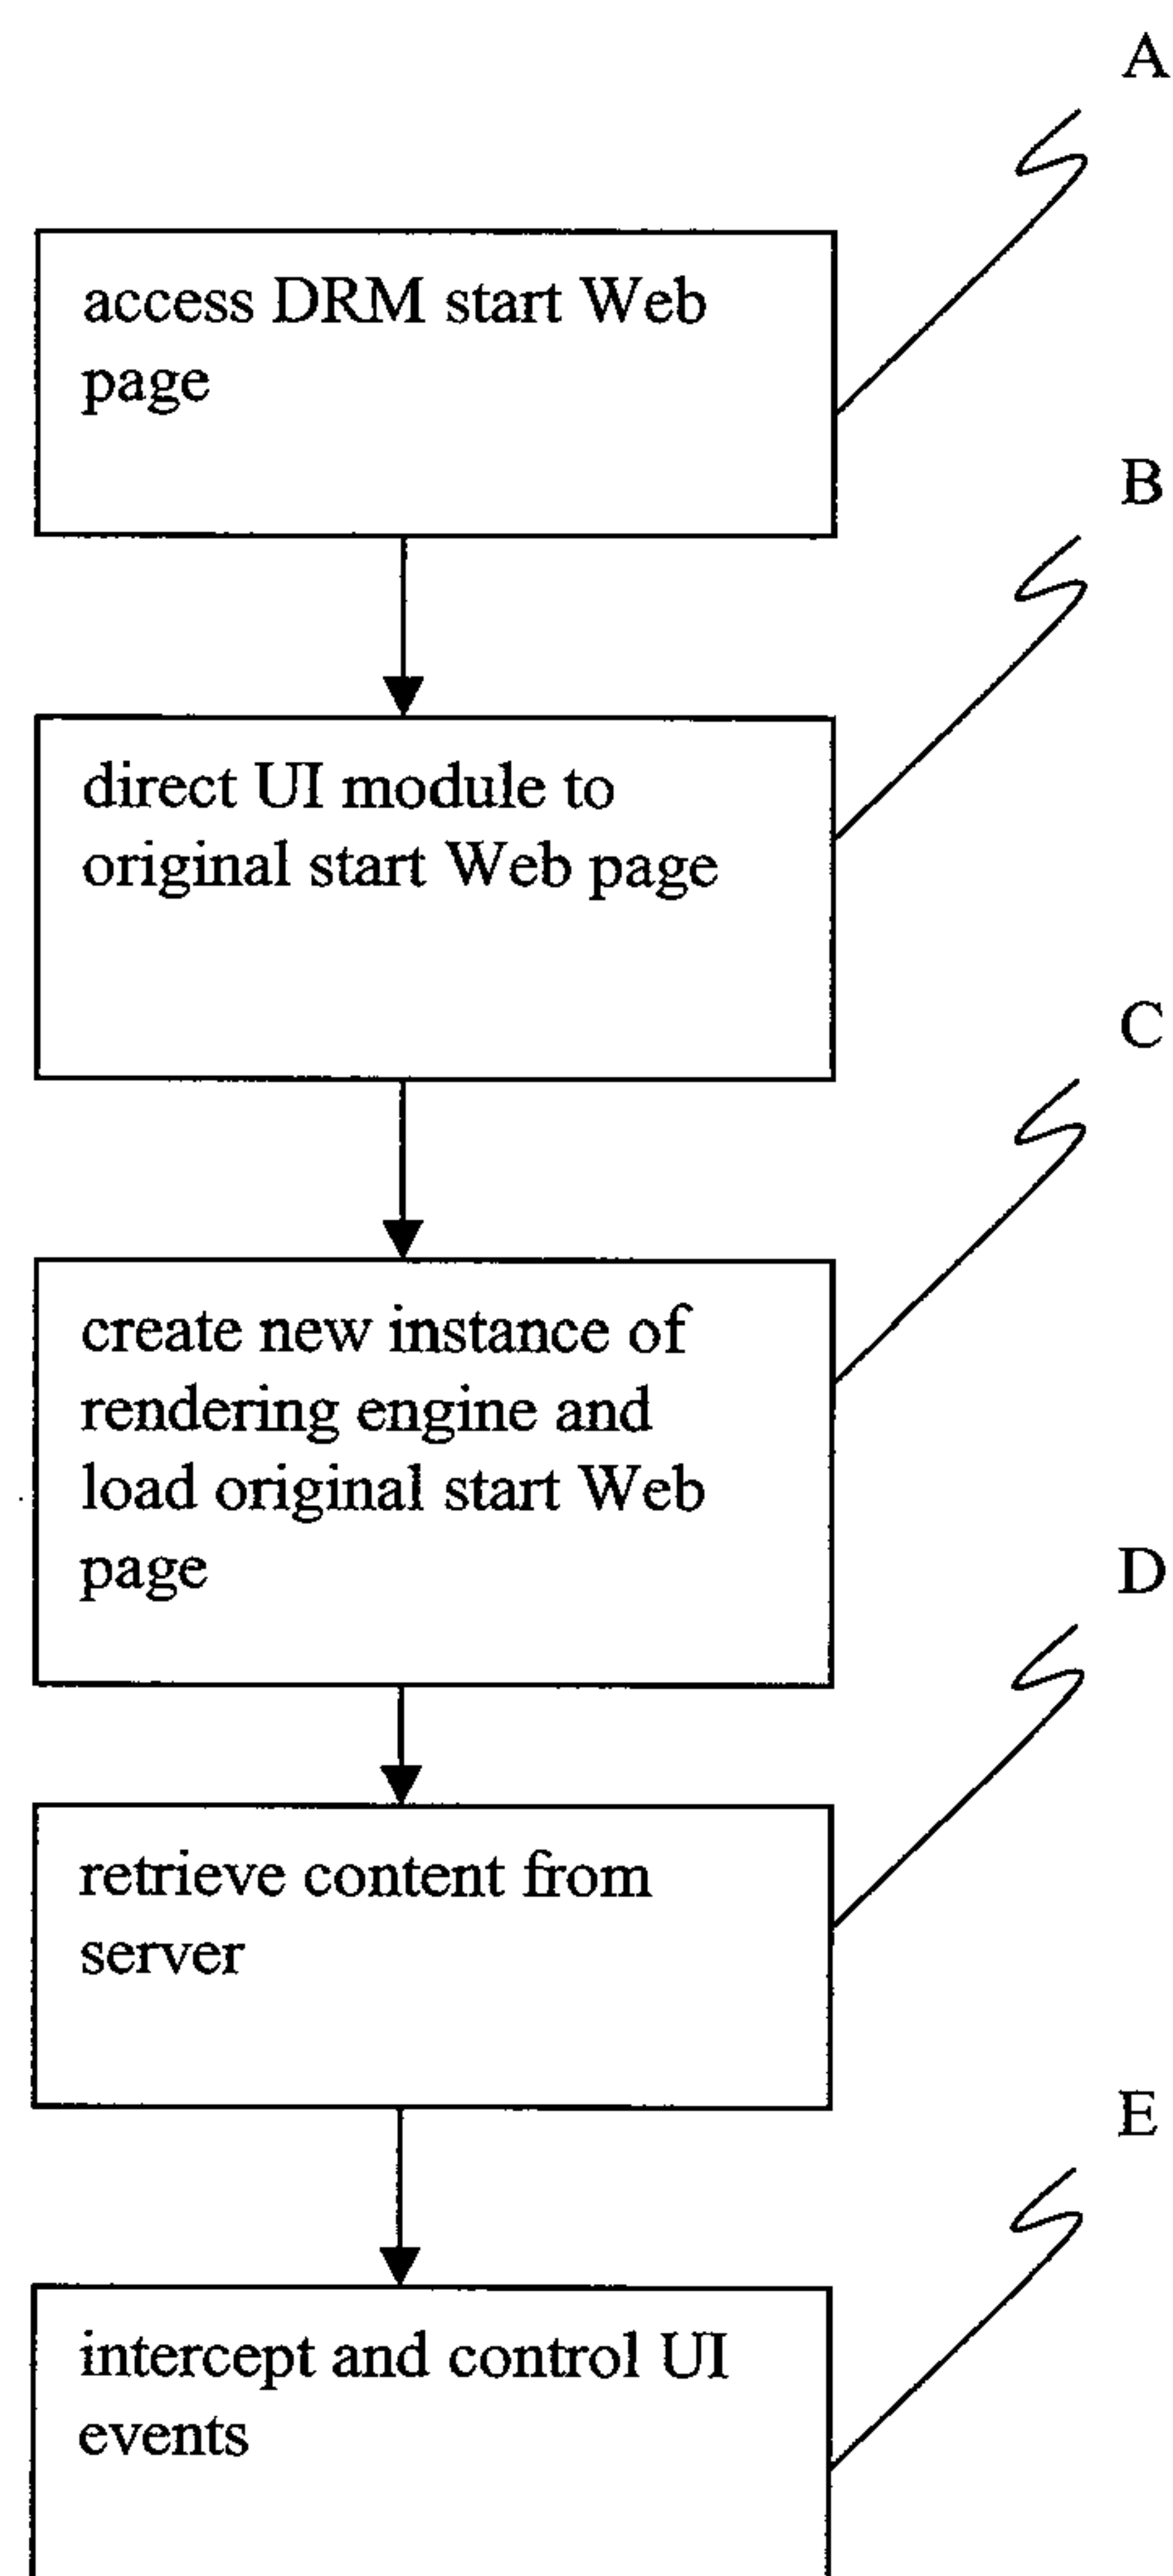 A
access DRM start Web
page
B
direct UI module to
original start Web page
C
create new instance of
rendering engine and
load original start Web
page
D
retrieve content from
server
E
intercept and control UI
events